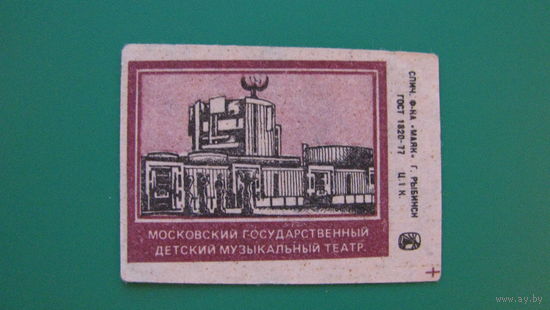 МОСКОВСКИЙ ГОСУДАРСТВЕННЫЙ
ДЕТСКИЙ МУЗЫКАЛЬНЫЙ ТЕАТР.
СПИЧ. Ф-КА «МАЯК» Г. РЫБИНСК
ГОСТ 1820-77 Ц. 1 К.
www.ay.by